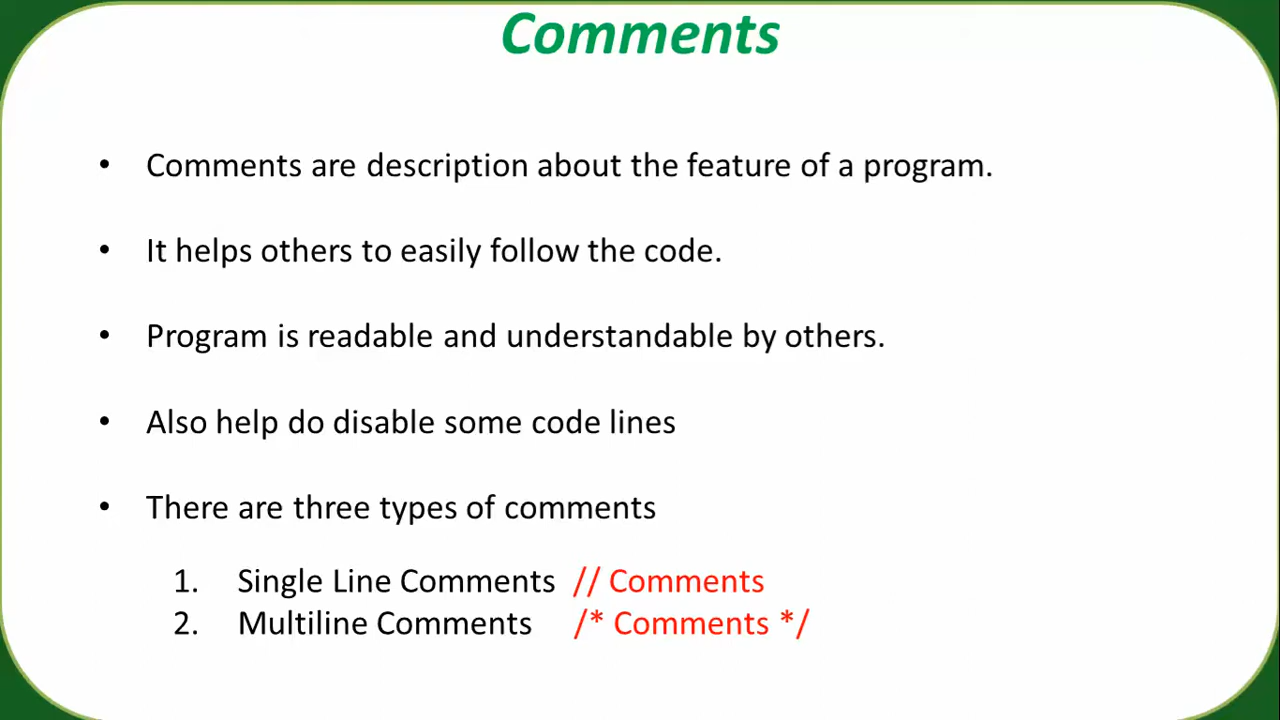 Comments
• Comments are description about the feature of a program.
• It helps others to easily follow the code.
• Program is readable and understandable by others.
• Also help do disable some code lines
• There are three types of comments
1. Single Line Comments // Comments
2. Multiline Comments /* Comments */